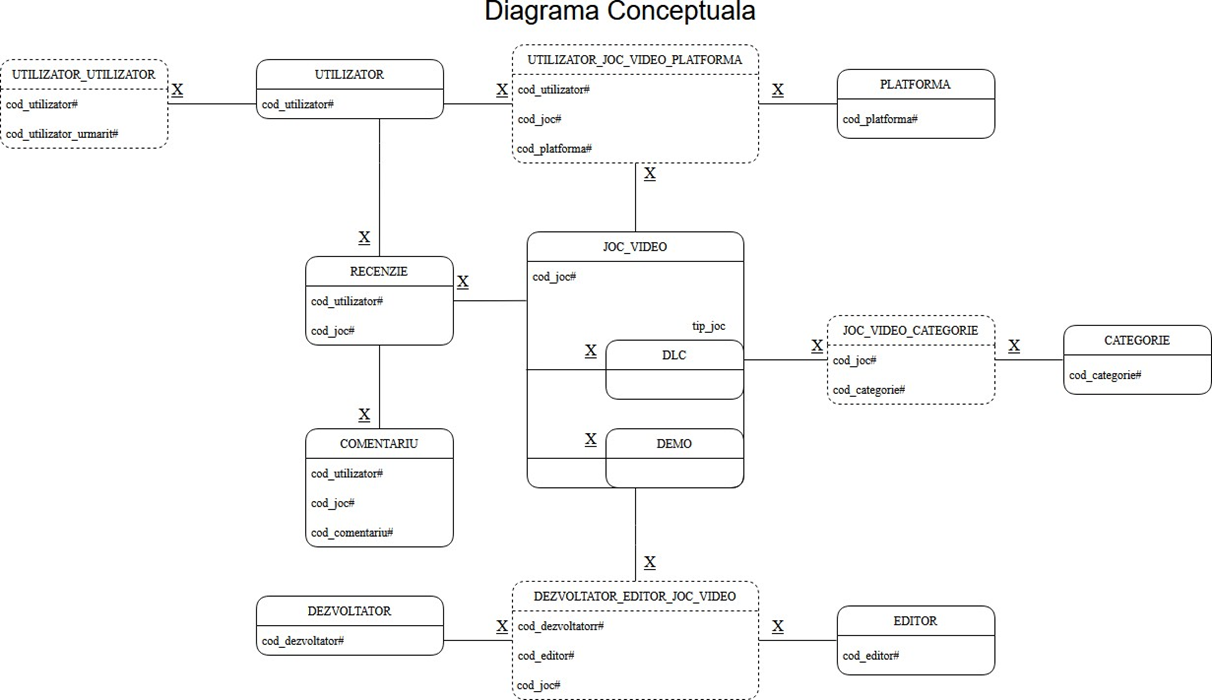 Diagrama Conceptuala
UTILIZATOR_UTILIZATOR
cod_utilizator#
cod_utilizator_urmarit#
X
UTILIZATOR
cod_utilizator#
X
UTILIZATOR_JOC_VIDEO_PLATFORMA
cod_utilizator#
cod_joc#
cod_platforma#
X
PLATFORMA
cod_platforma#
X
X
RECENZIE
cod_utilizator#
cod_joc#
X
JOC_VIDEO
cod_joc#
tip_joc
X
DLC
X
DEMO
X
JOC_VIDEO_CATEGORIE
cod_joc#
cod_categorie#
X
CATEGORIE
cod_categorie#
X
COMENTARIU
cod_utilizator#
cod_joc#
cod_comentariu#
X
DEZVOLTATOR
cod_dezvoltator#
X
DEZVOLTATOR_EDITOR_JOC_VIDEO
cod_dezvoltatorr#
cod_editor#
cod_joc#
X
EDITOR
cod_editor#